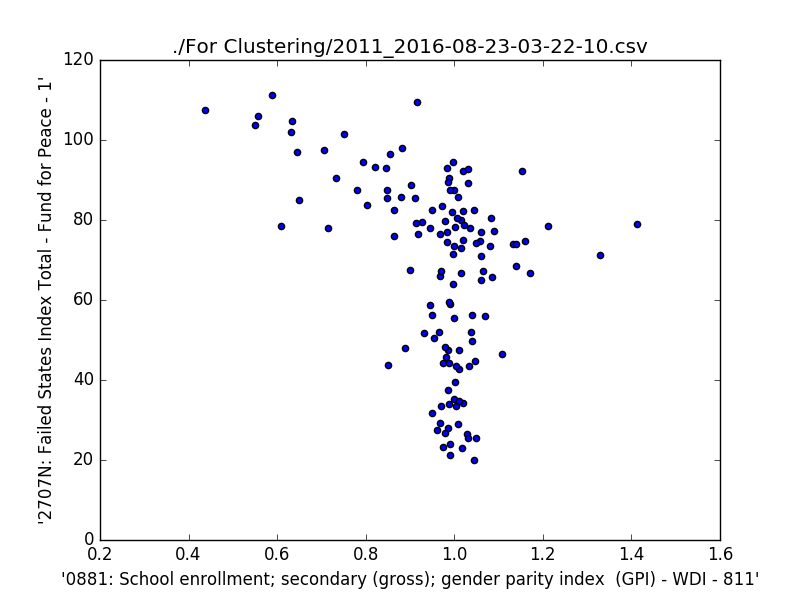 ./For Clustering/2011_2016-08-23-03-22-10.csv
120
100
80
60
40
20
0
'2707N: Failed States Index Total - Fund for Peace - 1'
0.2 0.4 0.6 0.8 1.0 1.2 1.4 1.6
'0881: School enrollment; secondary (gross); gender parity index  (GPI) - WDI - 811'